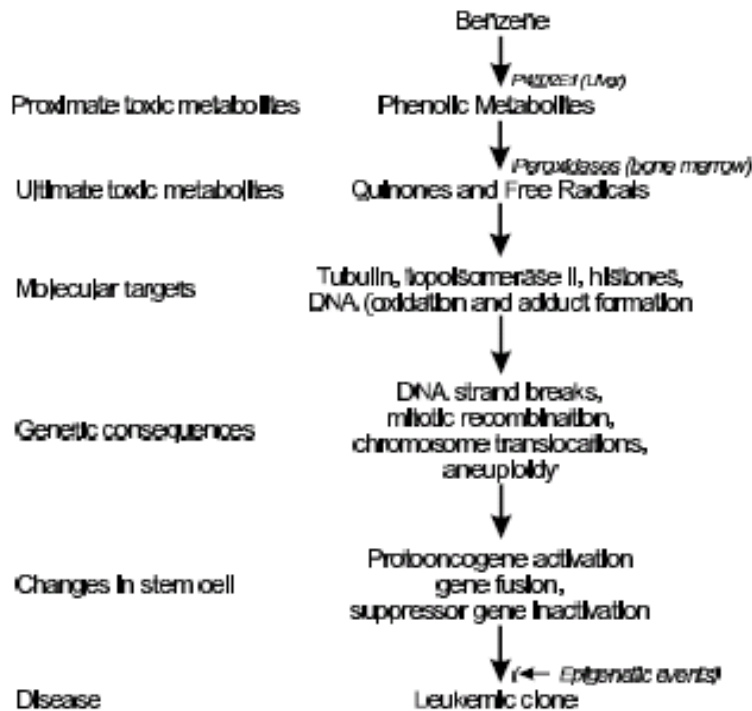 Benzene
P4502E1 (Liver)
Proximate toxic metabolites Phenolic Metabolites
Peroxidases (bone marrow)
Ultimate toxic metabolites Quinones and Free Radicals
Molecular targets Tubulin, topoisomerase II, histones,
DNA (oxidation and adduct formation
Genetic consequences DNA strand breaks,
mitotic recombination,
chromosome translocations,
aneuploidy
Changes in stem cell Protooncogene activation
gene fusion,
suppressor gene inactivation
(← Epigenetic events)
Disease Leukemic clone